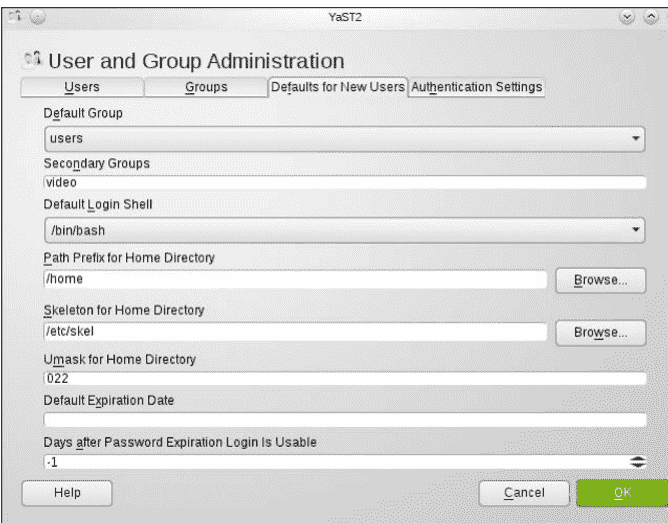 YaST2
User and Group Administration
Users Groups Defaults for New Users Authentication Settings
Default Group
users
Secondary Groups
video
Default Login Shell
/bin/bash
Path Prefix for Home Directory
/home Browse...
Skeleton for Home Directory
/etc/skel Browse...
Umask for Home Directory
022
Default Expiration Date
Days after Password Expiration Login Is Usable
-1
Help Cancel OK